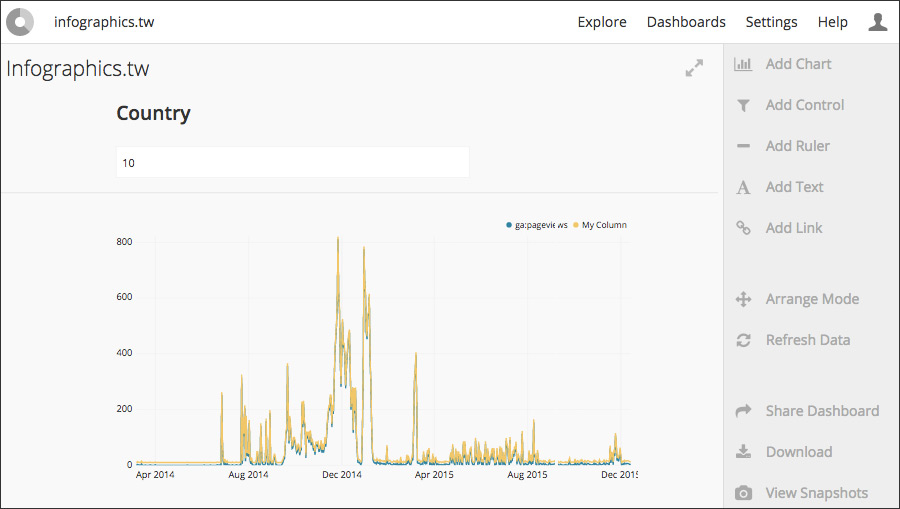 infographics.tw Explore Dashboards Settings Help
Infographics.tw
Country
10
ga:pageviews My Column
800
600
400
200
0
Apr 2014 Aug 2014 Dec 2014 Apr 2015 Aug 2015 Dec 2015
Add Chart
Add Control
Add Ruler
Add Text
Add Link
Arrange Mode
Refresh Data
Share Dashboard
Download
View Snapshots